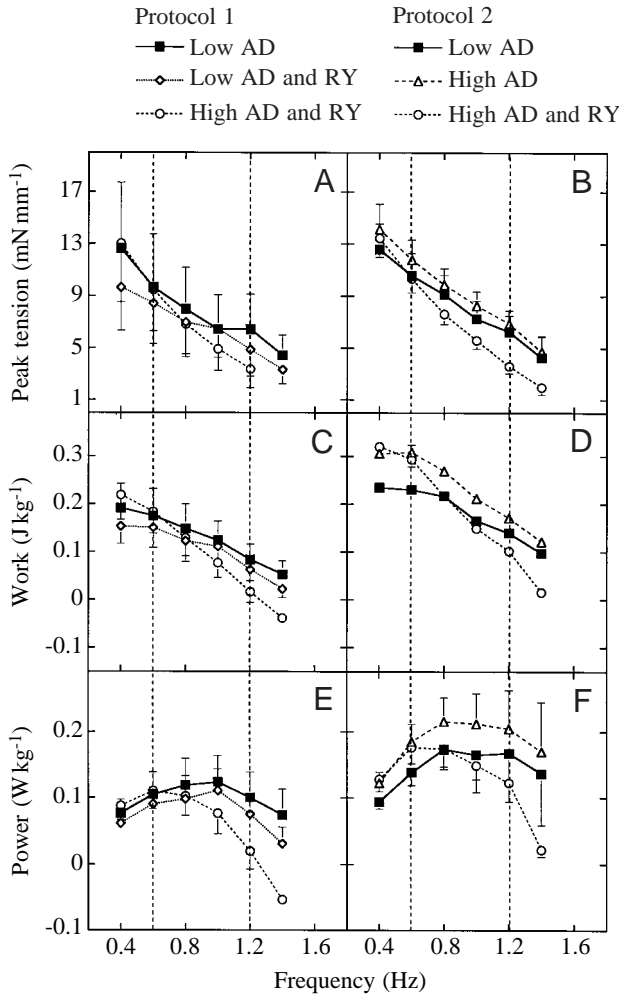 Protocol 1 Protocol 2
Low AD Low AD
Low AD and RY High AD
High AD and RY High AD and RY
A B
17
13
9
5
1
Peak tension (mN mm⁻¹)
C D
0.3
0.2
0.1
0
-0.1
Work (J kg⁻¹)
E F
0.2
0.1
0
-0.1
Power (W kg⁻¹)
0.4 0.8 1.2 1.6 0.4 0.8 1.2 1.6
Frequency (Hz)